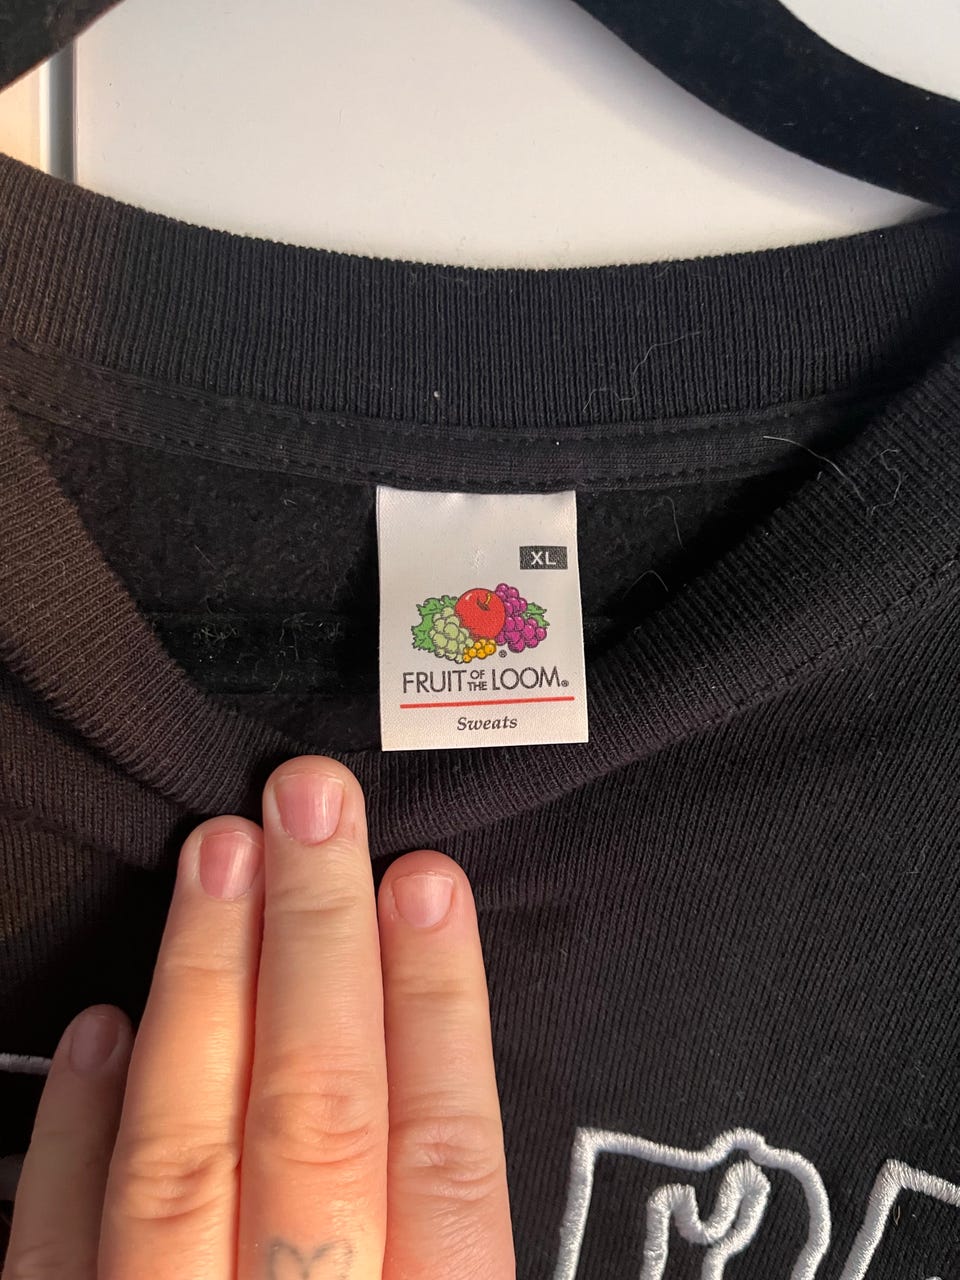 XL
FRUIT OF THE LOOM®
Sweats